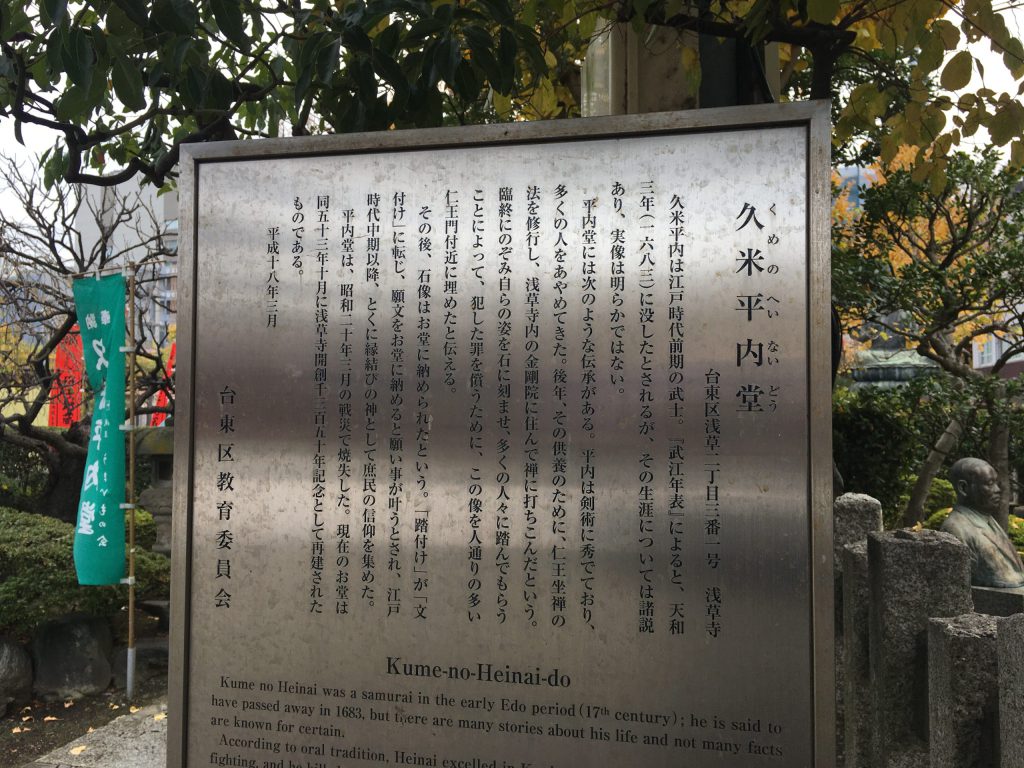 久米平内堂
くめのへいないどう
台東区浅草二丁目三番一号 浅草寺
久米平内は江戸時代前期の武士。『武江年表』によると、天和
三年(一六八三)に没したとされるが、その生涯については諸説
あり、実像は明らかではない。
平内堂には次のような伝承がある。平内は剣術に秀でており、
多くの人をあやめてきた。後年、その供養のために、仁王坐禅の
法を修行し、浅草寺内の金剛院に住んで禅に打ちこんだという。
臨終にのぞみ自らの姿を石に刻ませ、多くの人々に踏んでもらう
ことによって、犯した罪を償うために、この像を人通りの多い
仁王門付近に埋めたと伝える。
その後、石像はお堂に納められたという。「踏付け」が「文
付け」に転じ、願文をお堂に納めると願い事が叶うとされ、江戸
時代中期以降、とくに縁結びの神として庶民の信仰を集めた。
平内堂は、昭和二十年三月の戦災で焼失した。現在のお堂は
同五十三年十月に浅草寺開創千三百五十年記念として再建された
ものである。
平成十八年三月
台東区教育委員会
Kume-no-Heinai-do
Kume no Heinai was a samurai in the early Edo period (17th century); he is said to
have passed away in 1683, but there are many stories about his life and not many facts
are known for certain.
According to oral tradition, Heinai excelled in
fighting, and he
奉納